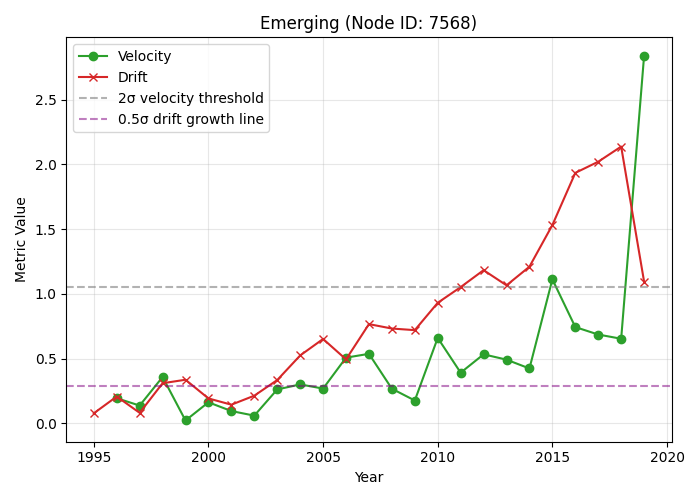 Emerging (Node ID: 7568)
Velocity
Drift
2σ velocity threshold
0.5σ drift growth line
Metric Value
2.5
2.0
1.5
1.0
0.5
0.0
1995
2000
2005
2010
2015
2020
Year